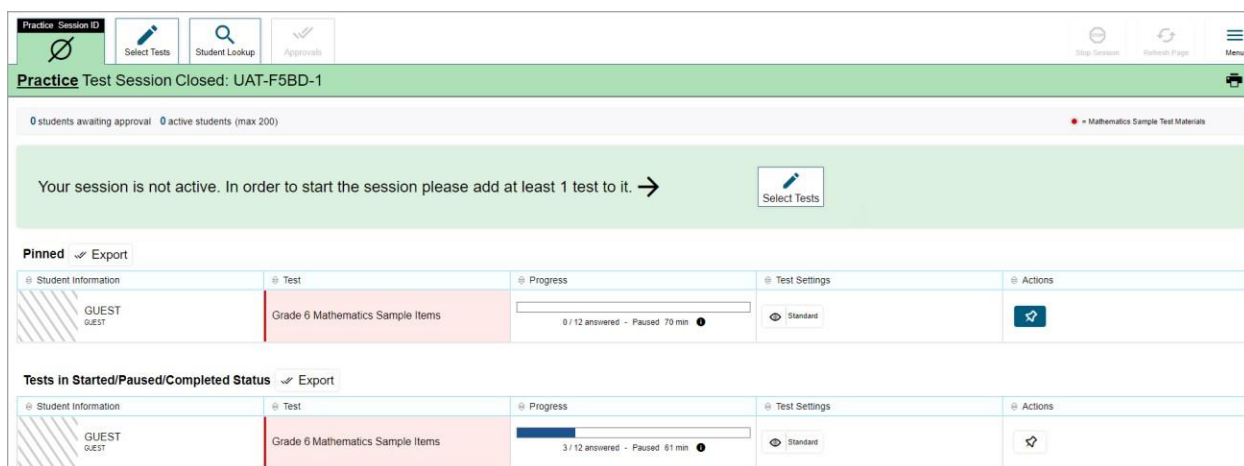 Practice Session ID
Select Tests
Student Lookup
Approvals
Stop Session
Refresh Page
Menu
Practice Test Session Closed: UAT-F5BD-1
0 students awaiting approval 0 active students (max 200)
= Mathematics Sample Test Materials
Your session is not active. In order to start the session please add at least 1 test to it. →
Select Tests
Pinned Export
Student Information Test Progress Test Settings Actions
GUEST
GUEST
Grade 6 Mathematics Sample Items
0 / 12 answered - Paused 70 min
Standard
Tests in Started/Paused/Completed Status Export
Student Information Test Progress Test Settings Actions
GUEST
GUEST
Grade 6 Mathematics Sample Items
3 / 12 answered - Paused 61 min
Standard